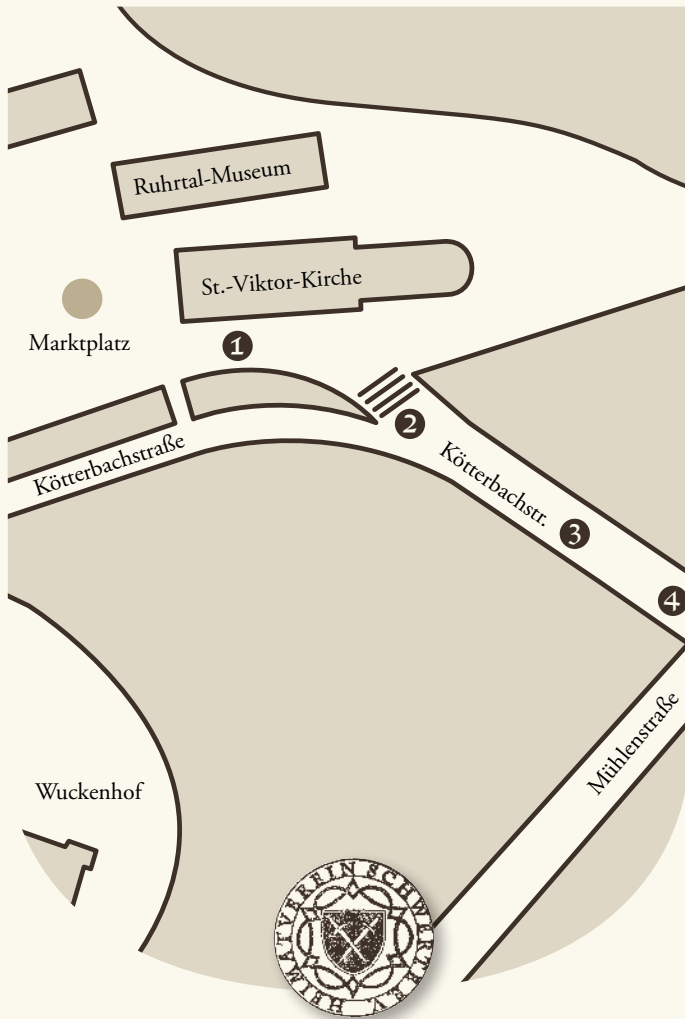 Ruhrtal-Museum
St.-Viktor-Kirche
Marktplatz
1
2
Kötterbachstraße
Kötterbachstr.
3
4
Mühlenstraße
Wuckenhof
HEIMATVEREIN SCHWERTE E.V.